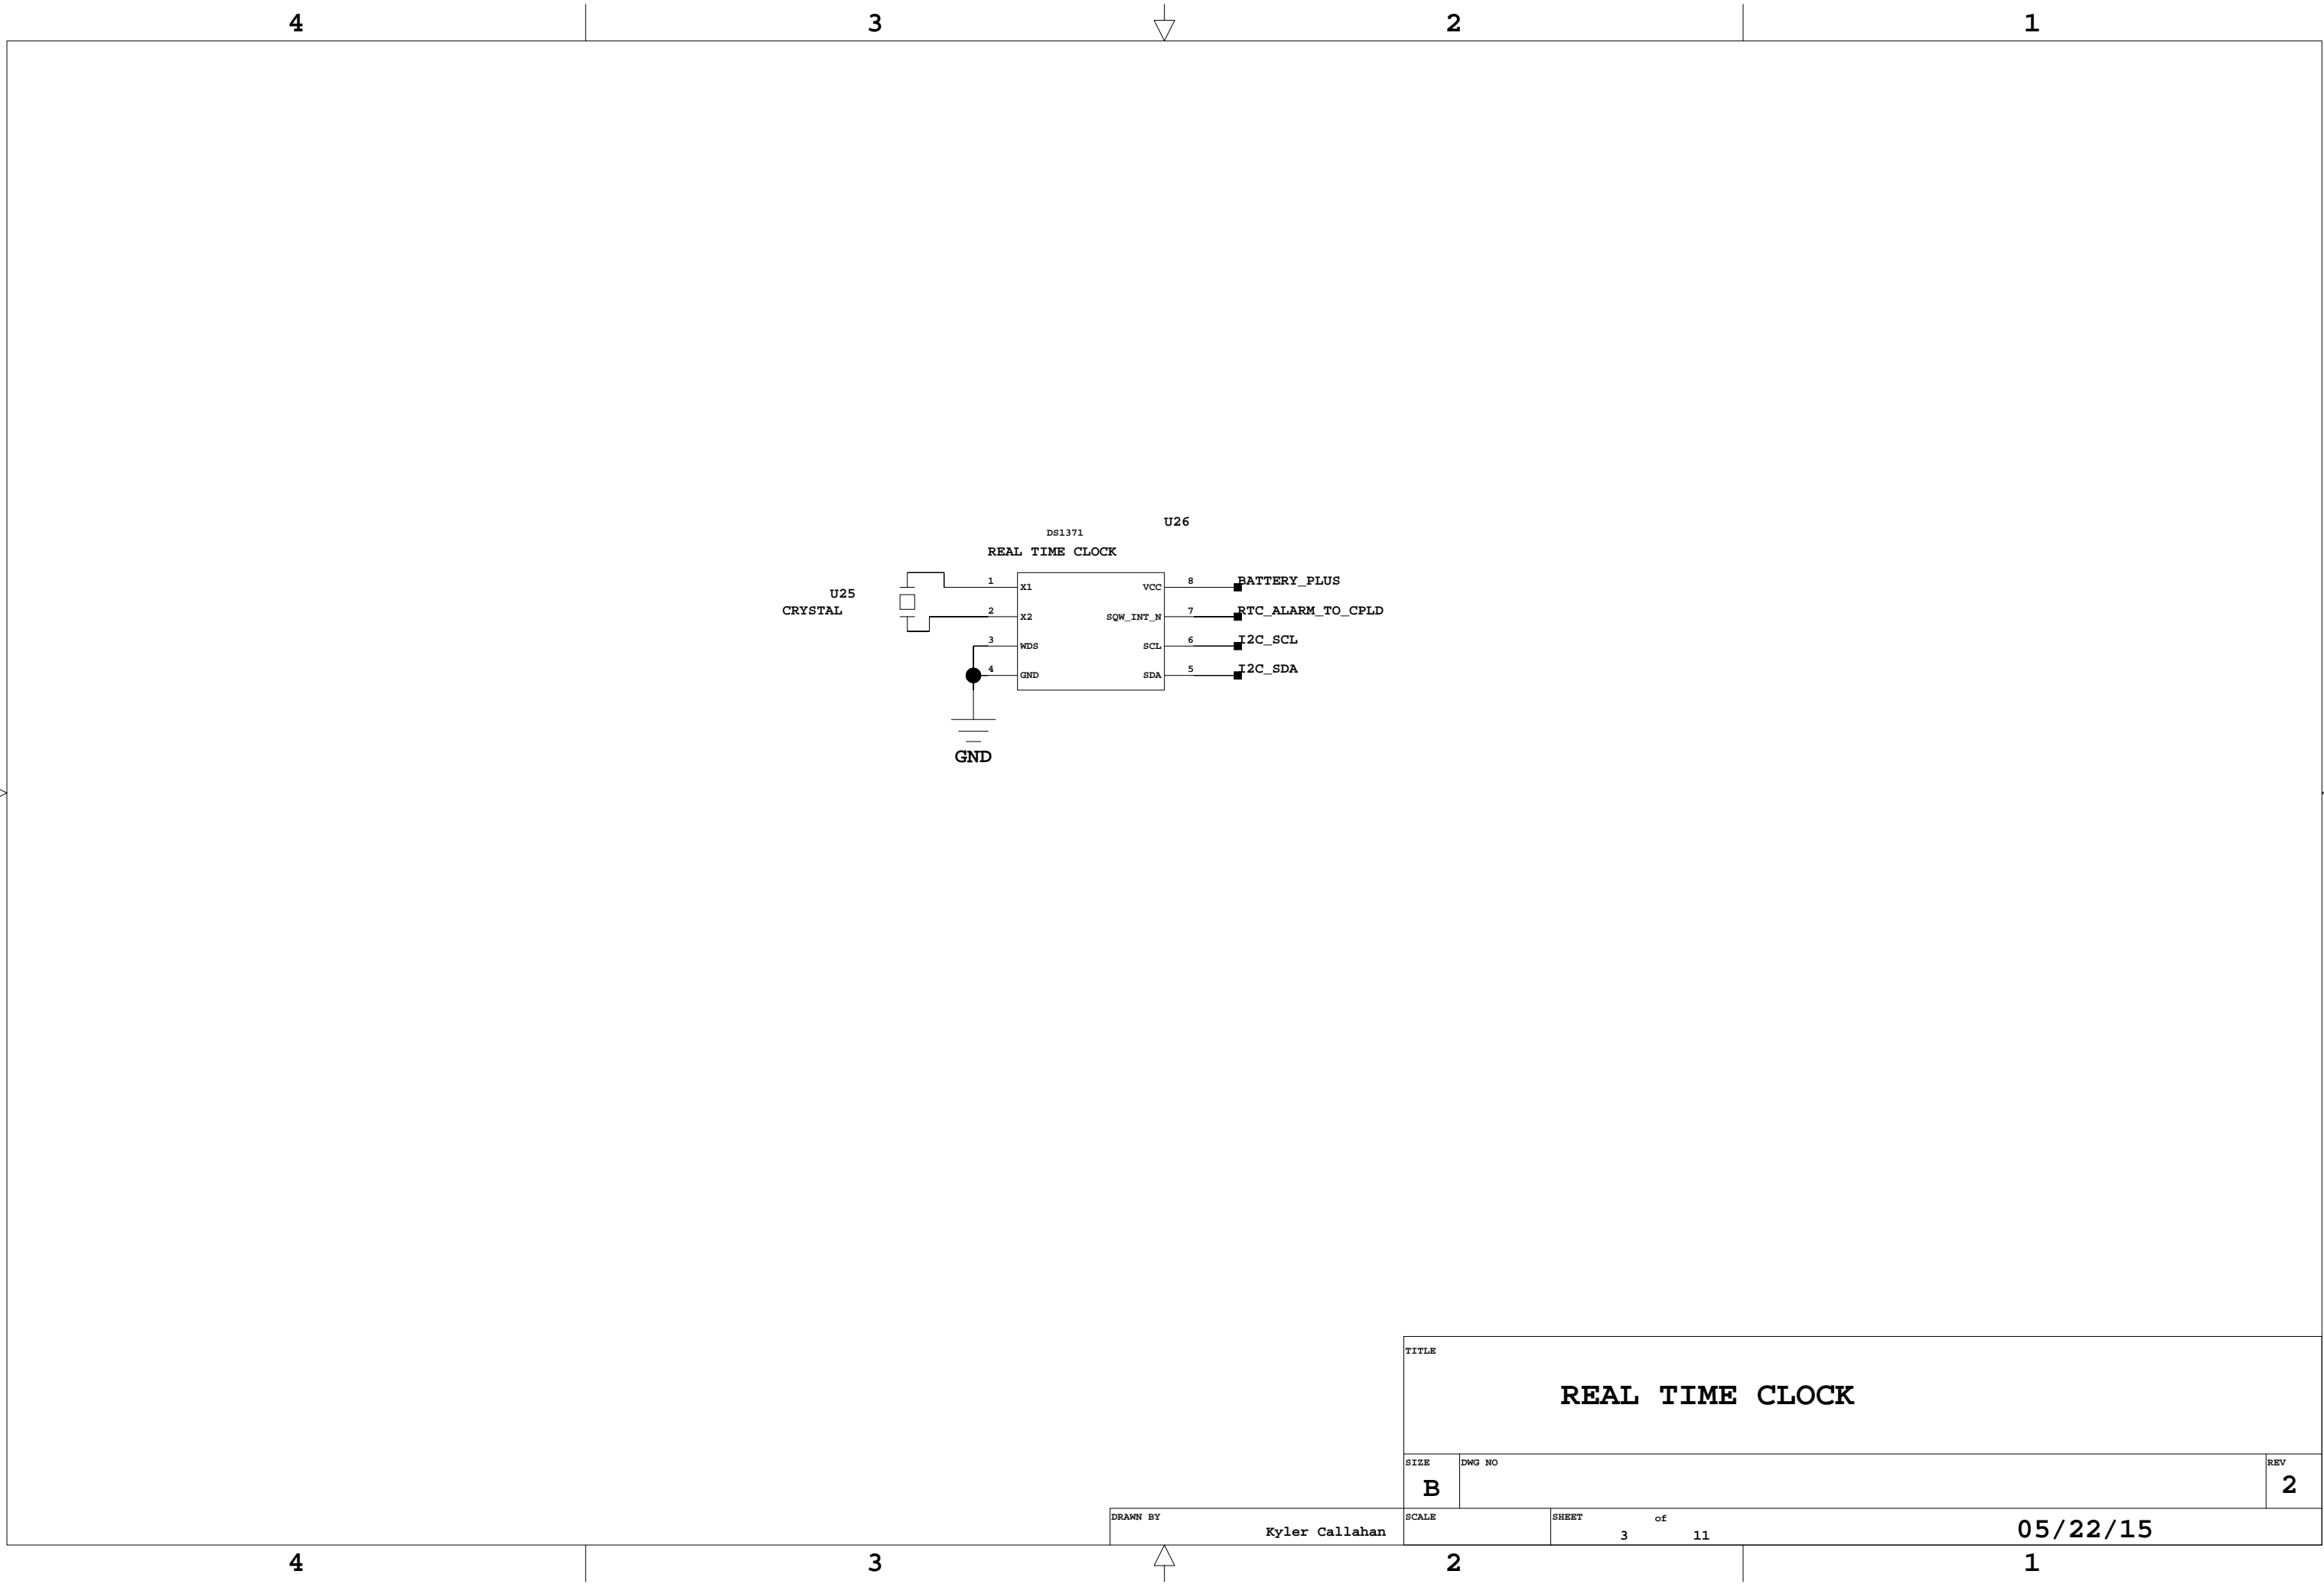 4 3 2 1
U26
DS1371
REAL TIME CLOCK
U25
CRYSTAL
1 X1 VCC 8 BATTERY_PLUS
2 X2 SQW_INT_N 7 RTC_ALARM_TO_CPLD
3 WDS SCL 6 I2C_SCL
4 GND SDA 5 I2C_SDA
GND
TITLE
REAL TIME CLOCK
SIZE DWG NO REV
B 2
DRAWN BY SCALE SHEET of
Kyler Callahan 3 11 05/22/15
4 3 2 1